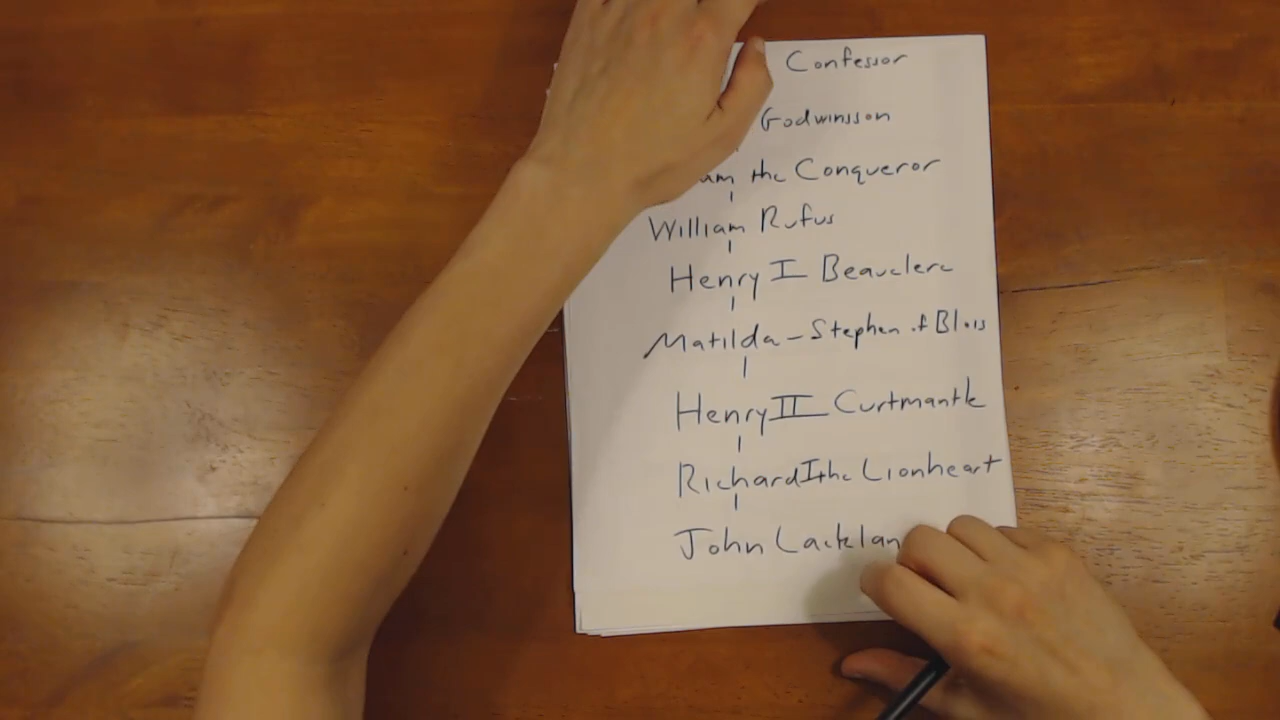 Confessor
Godwinsson
am the Conqueror
William Rufus
Henry I Beauclerc
Matilda - Stephen of Blois
Henry II Curtmantle
Richard I the Lionheart
John Lacklan